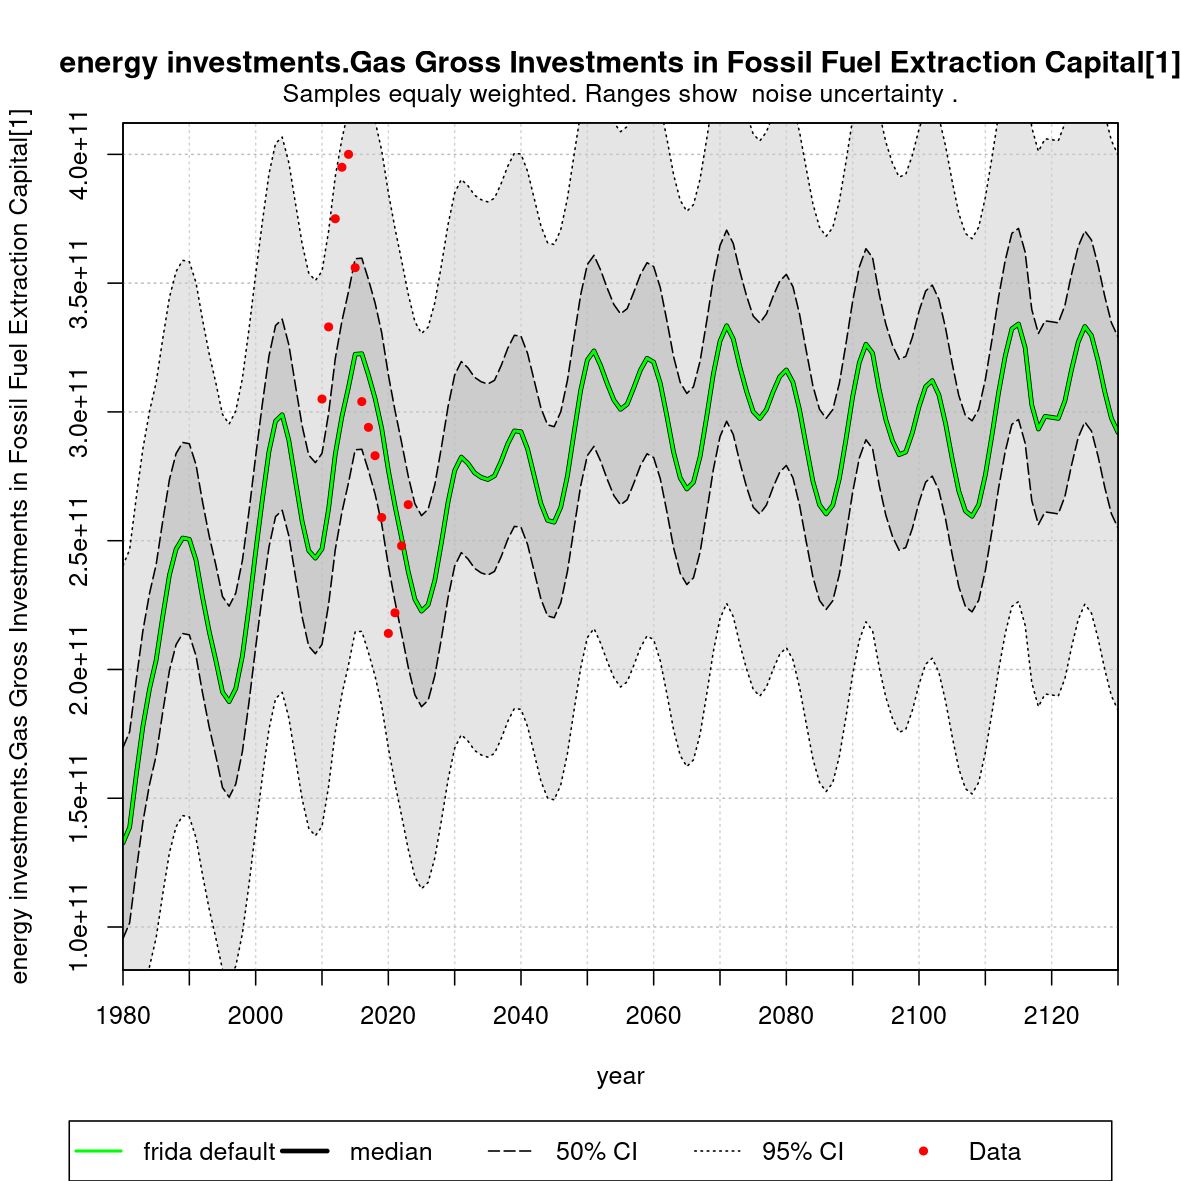 energy investments.Gas Gross Investments in Fossil Fuel Extraction Capital[1]
Samples equaly weighted. Ranges show  noise uncertainty .
energy investments.Gas Gross Investments in Fossil Fuel Extraction Capital[1]
4.0e+11
3.5e+11
3.0e+11
2.5e+11
2.0e+11
1.5e+11
1.0e+11
1980 2000 2020 2040 2060 2080 2100 2120
year
frida default median 50% CI 95% CI Data